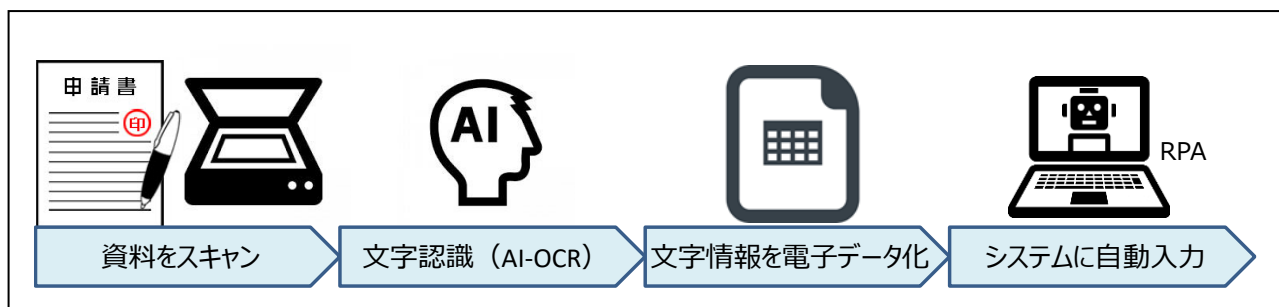 申請書
印
AI
RPA
資料をスキャン
文字認識（AI-OCR）
文字情報を電子データ化
システムに自動入力